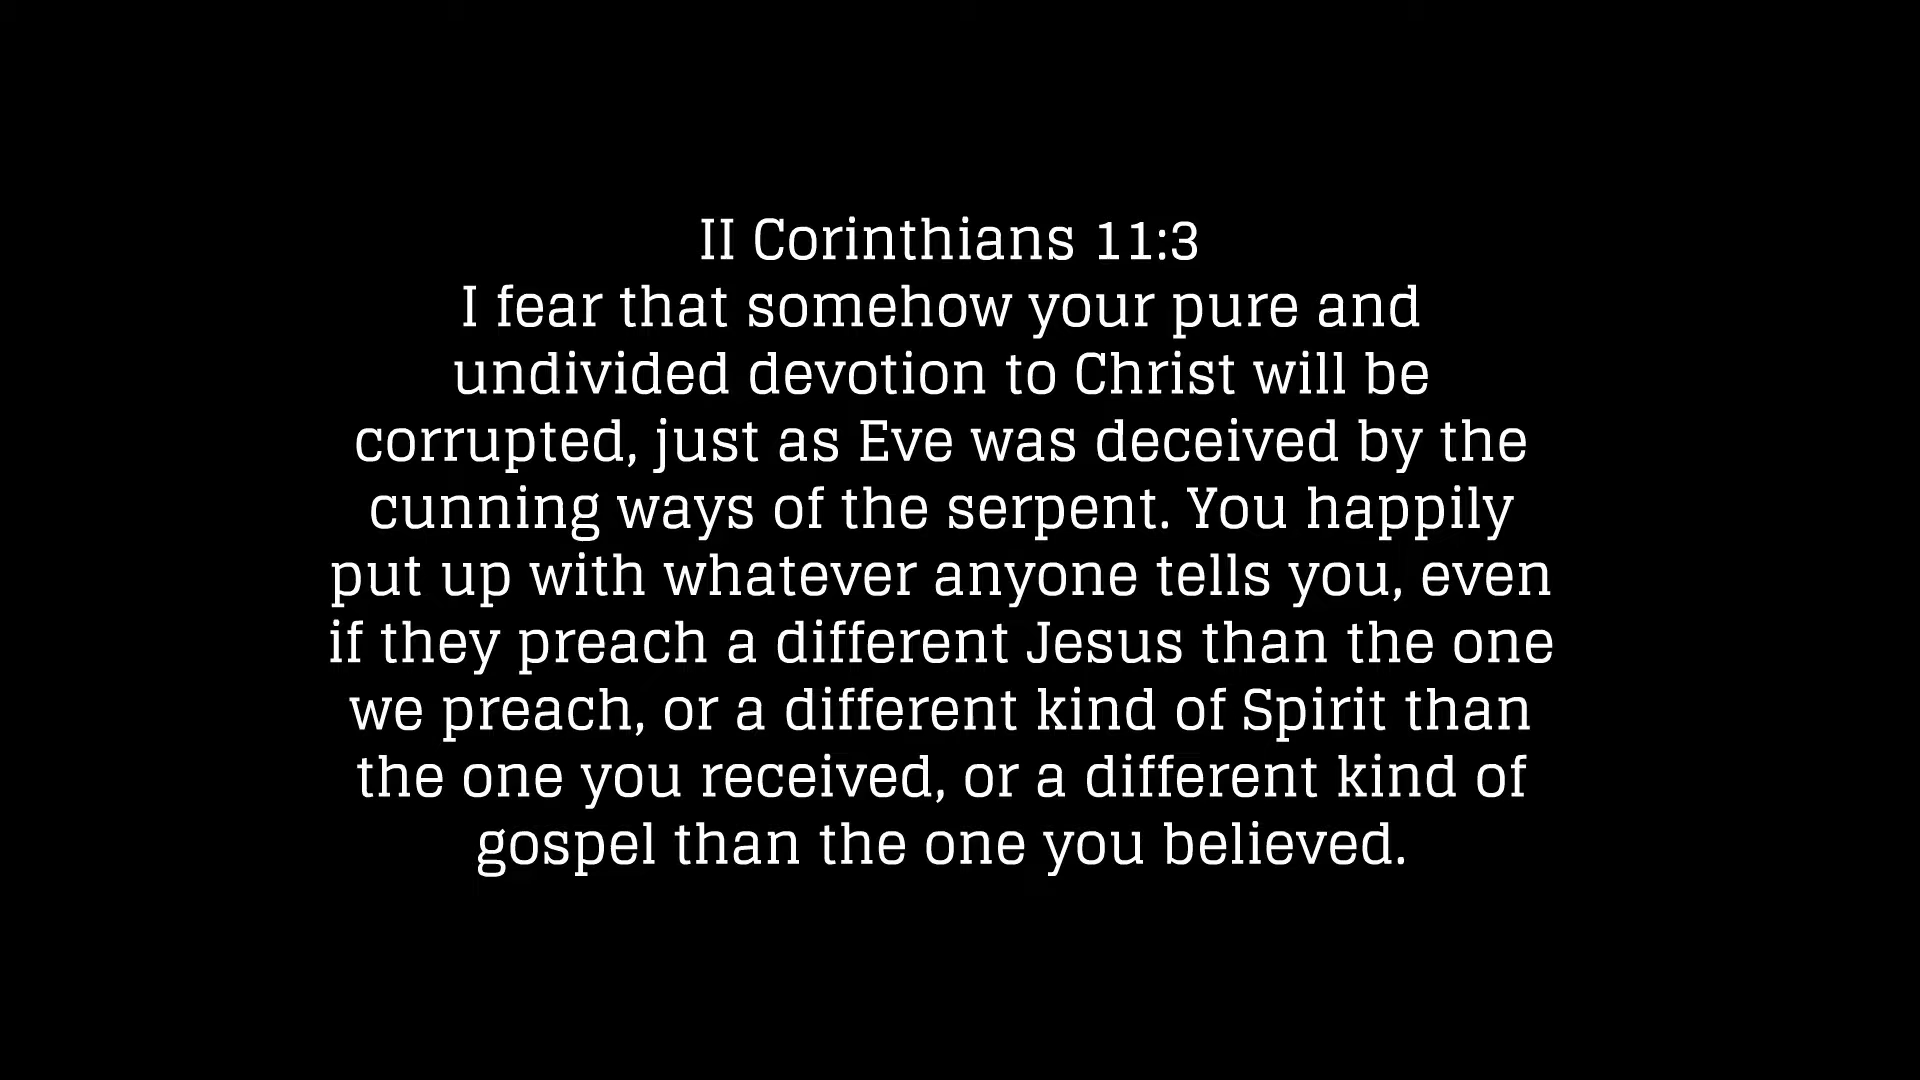 II Corinthians 11:3
I fear that somehow your pure and
undivided devotion to Christ will be
corrupted, just as Eve was deceived by the
cunning ways of the serpent. You happily
put up with whatever anyone tells you, even
if they preach a different Jesus than the one
we preach, or a different kind of Spirit than
the one you received, or a different kind of
gospel than the one you believed.